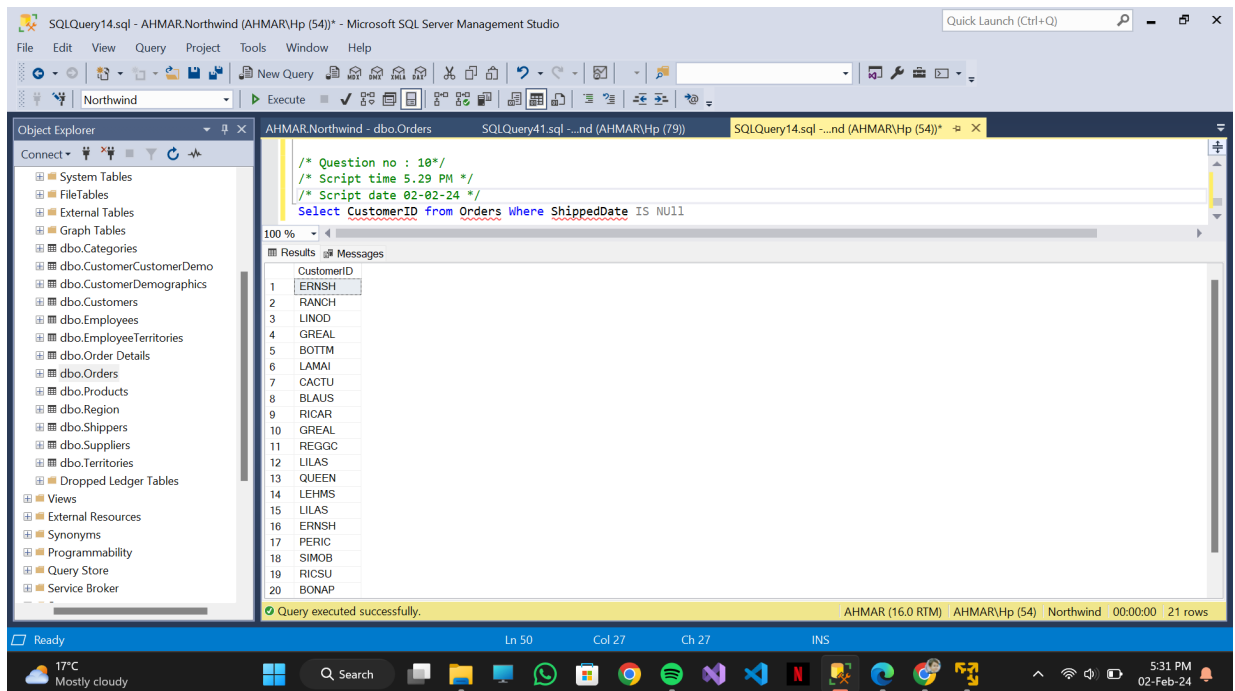 SQLQuery14.sql - AHMAR.Northwind (AHMAR\Hp (54))* - Microsoft SQL Server Management Studio
Quick Launch (Ctrl+Q)
File Edit View Query Project Tools Window Help
New Query
Northwind
Execute
Object Explorer
AHMAR.Northwind - dbo.Orders
SQLQuery41.sql -...nd (AHMAR\Hp (79))
SQLQuery14.sql -...nd (AHMAR\Hp (54))*
Connect
System Tables
FileTables
External Tables
Graph Tables
dbo.Categories
dbo.CustomerCustomerDemo
dbo.CustomerDemographics
dbo.Customers
dbo.Employees
dbo.EmployeeTerritories
dbo.Order Details
dbo.Orders
dbo.Products
dbo.Region
dbo.Shippers
dbo.Suppliers
dbo.Territories
Dropped Ledger Tables
Views
External Resources
Synonyms
Programmability
Query Store
Service Broker
/* Question no : 10*/
/* Script time 5.29 PM */
/* Script date 02-02-24 */
Select CustomerID from Orders Where ShippedDate IS NUll
100 %
Results Messages
CustomerID
1 ERNSH
2 RANCH
3 LINOD
4 GREAL
5 BOTTM
6 LAMAI
7 CACTU
8 BLAUS
9 RICAR
10 GREAL
11 REGGC
12 LILAS
13 QUEEN
14 LEHMS
15 LILAS
16 ERNSH
17 PERIC
18 SIMOB
19 RICSU
20 BONAP
Query executed successfully.
AHMAR (16.0 RTM) AHMAR\Hp (54) Northwind 00:00:00 21 rows
Ready
Ln 50 Col 27 Ch 27 INS
17°C
Mostly cloudy
Search
5:31 PM
02-Feb-24